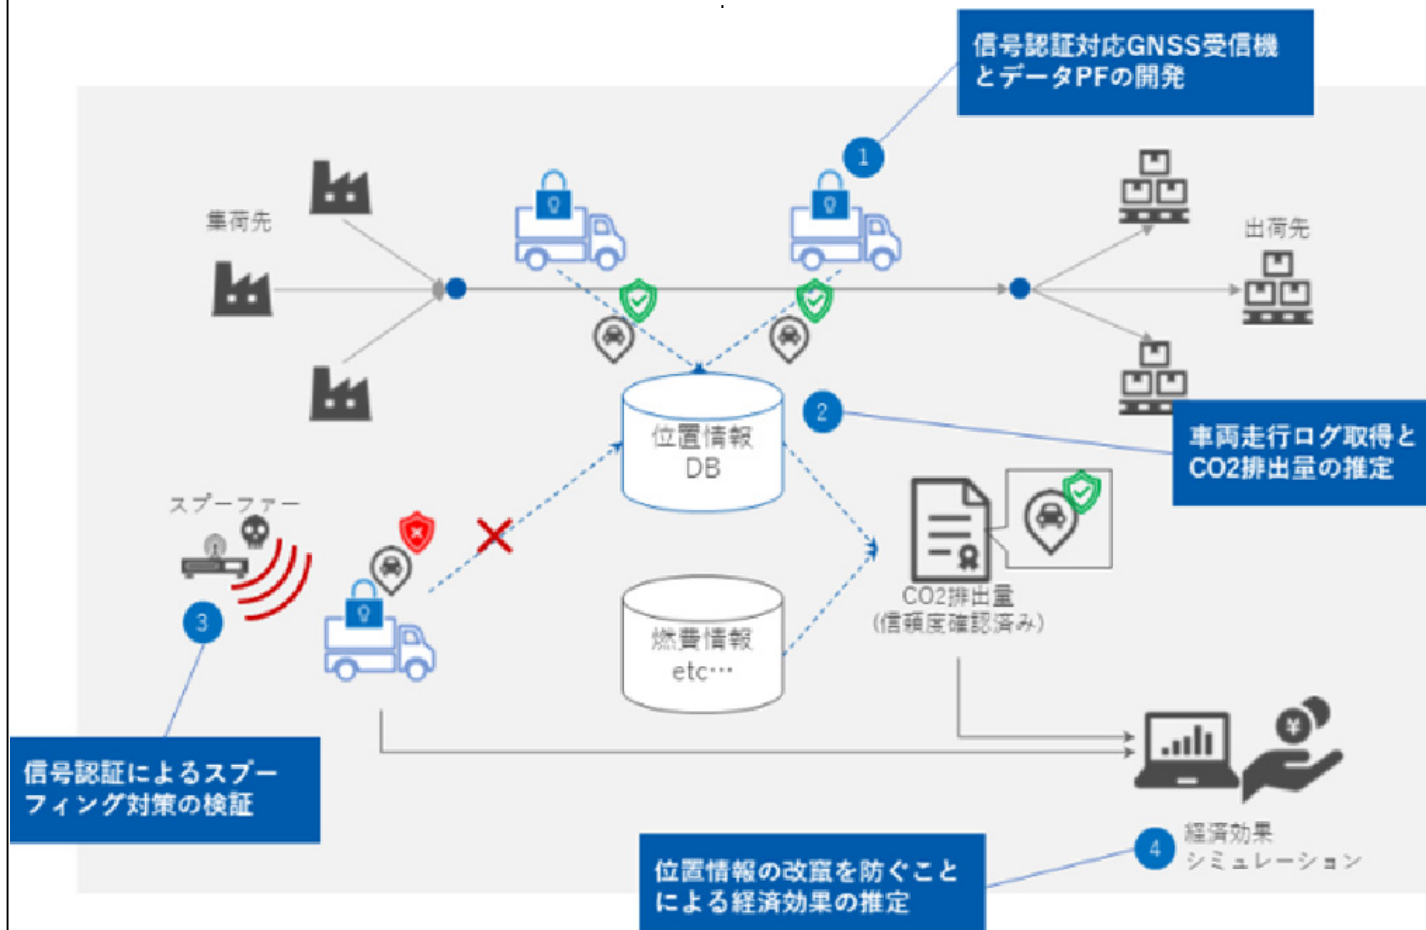 信号認証対応GNSS受信機
とデータPFの開発
1
集荷先
出荷先
2
位置情報
DB
車両走行ログ取得と
CO2排出量の推定
スプーファー
3
燃費情報
etc…
CO2排出量
(信頼度確認済み)
信号認証によるスプー
フィング対策の検証
¥
4
経済効果
シミュレーション
位置情報の改竄を防ぐこと
による経済効果の推定